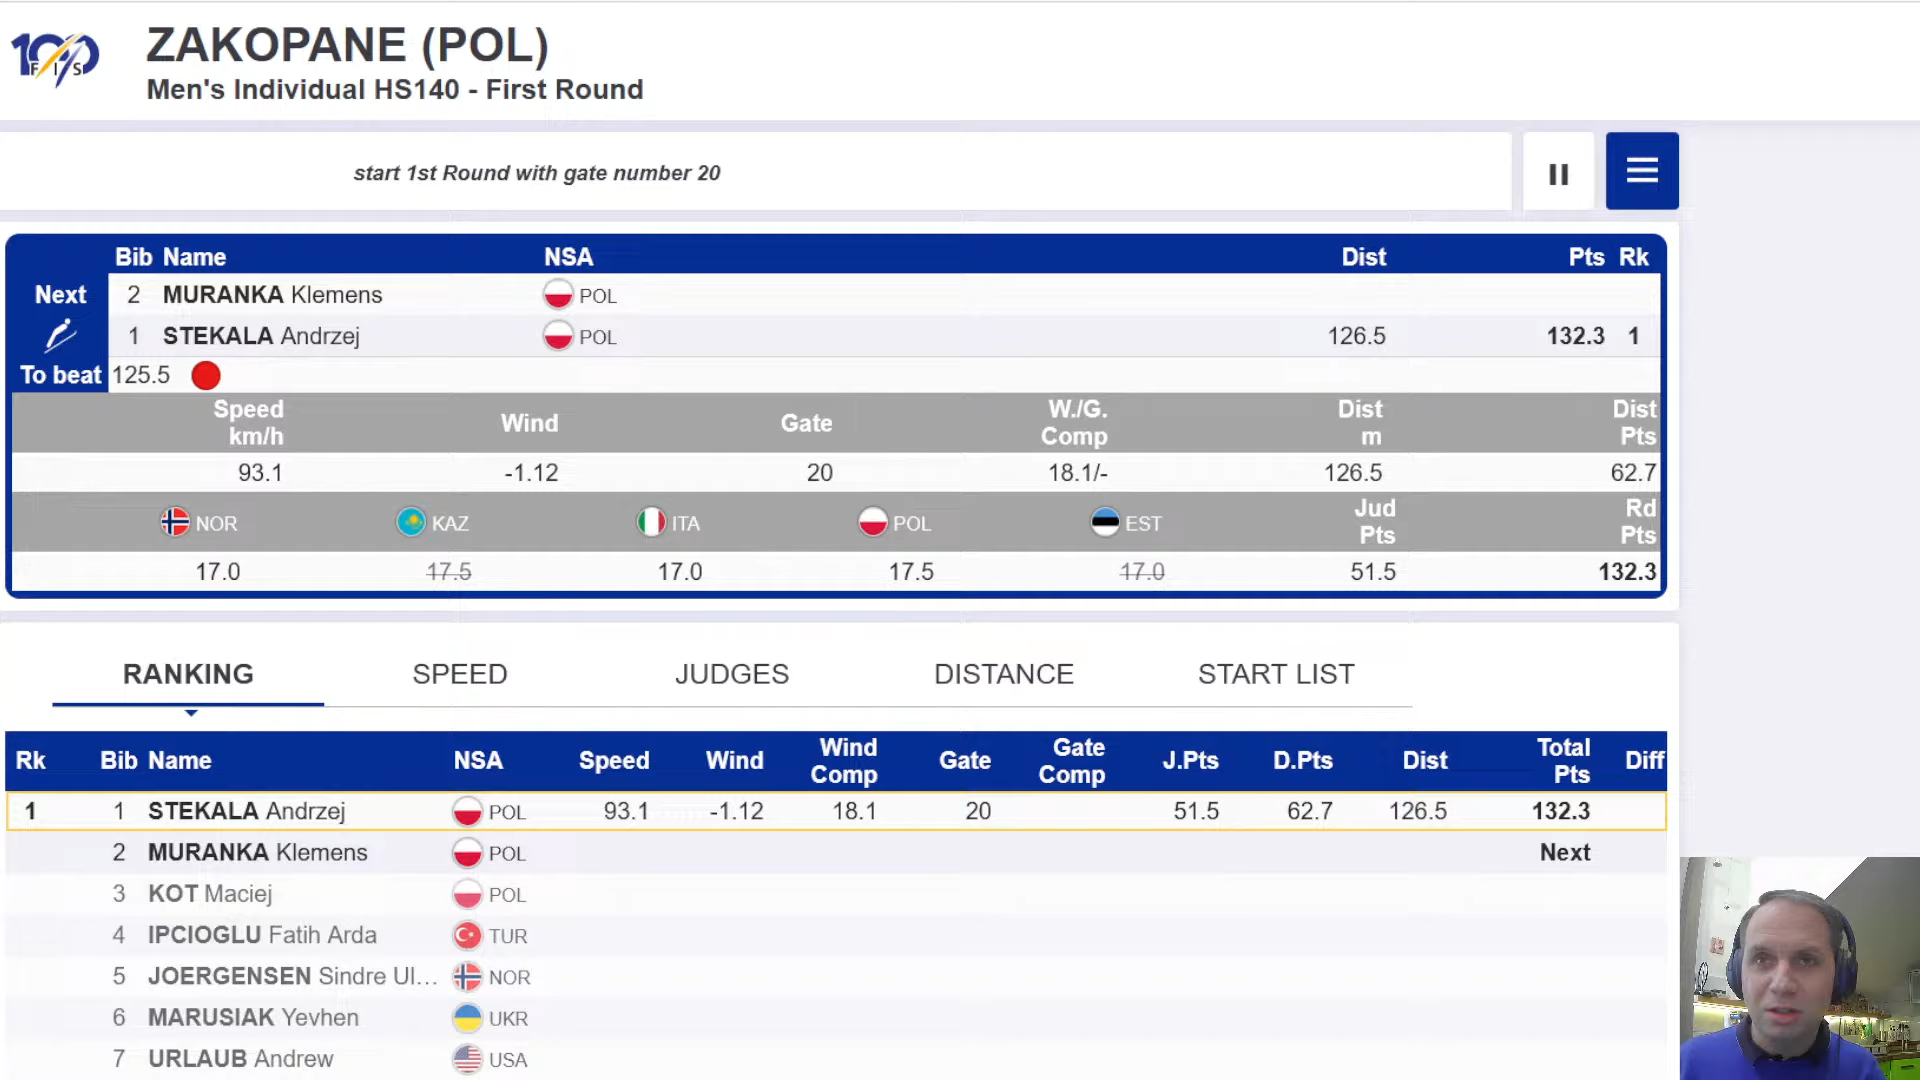 100
FIS
ZAKOPANE (POL)
Men's Individual HS140 - First Round
start 1st Round with gate number 20
Bib Name NSA Dist Pts Rk
Next 2 MURANKA Klemens POL
1 STEKALA Andrzej POL 126.5 132.3 1
To beat 125.5
Speed km/h Wind Gate W./G. Comp Dist m Dist Pts
93.1 -1.12 20 18.1/- 126.5 62.7
NOR KAZ ITA POL EST Jud Pts Rd Pts
17.0 17.5 17.0 17.5 17.0 51.5 132.3
RANKING SPEED JUDGES DISTANCE START LIST
Rk Bib Name NSA Speed Wind Wind Comp Gate Gate Comp J.Pts D.Pts Dist Total Pts Diff
1 1 STEKALA Andrzej POL 93.1 -1.12 18.1 20 51.5 62.7 126.5 132.3
2 MURANKA Klemens POL Next
3 KOT Maciej POL
4 IPCIOGLU Fatih Arda TUR
5 JOERGENSEN Sindre Ul... NOR
6 MARUSIAK Yevhen UKR
7 URLAUB Andrew USA